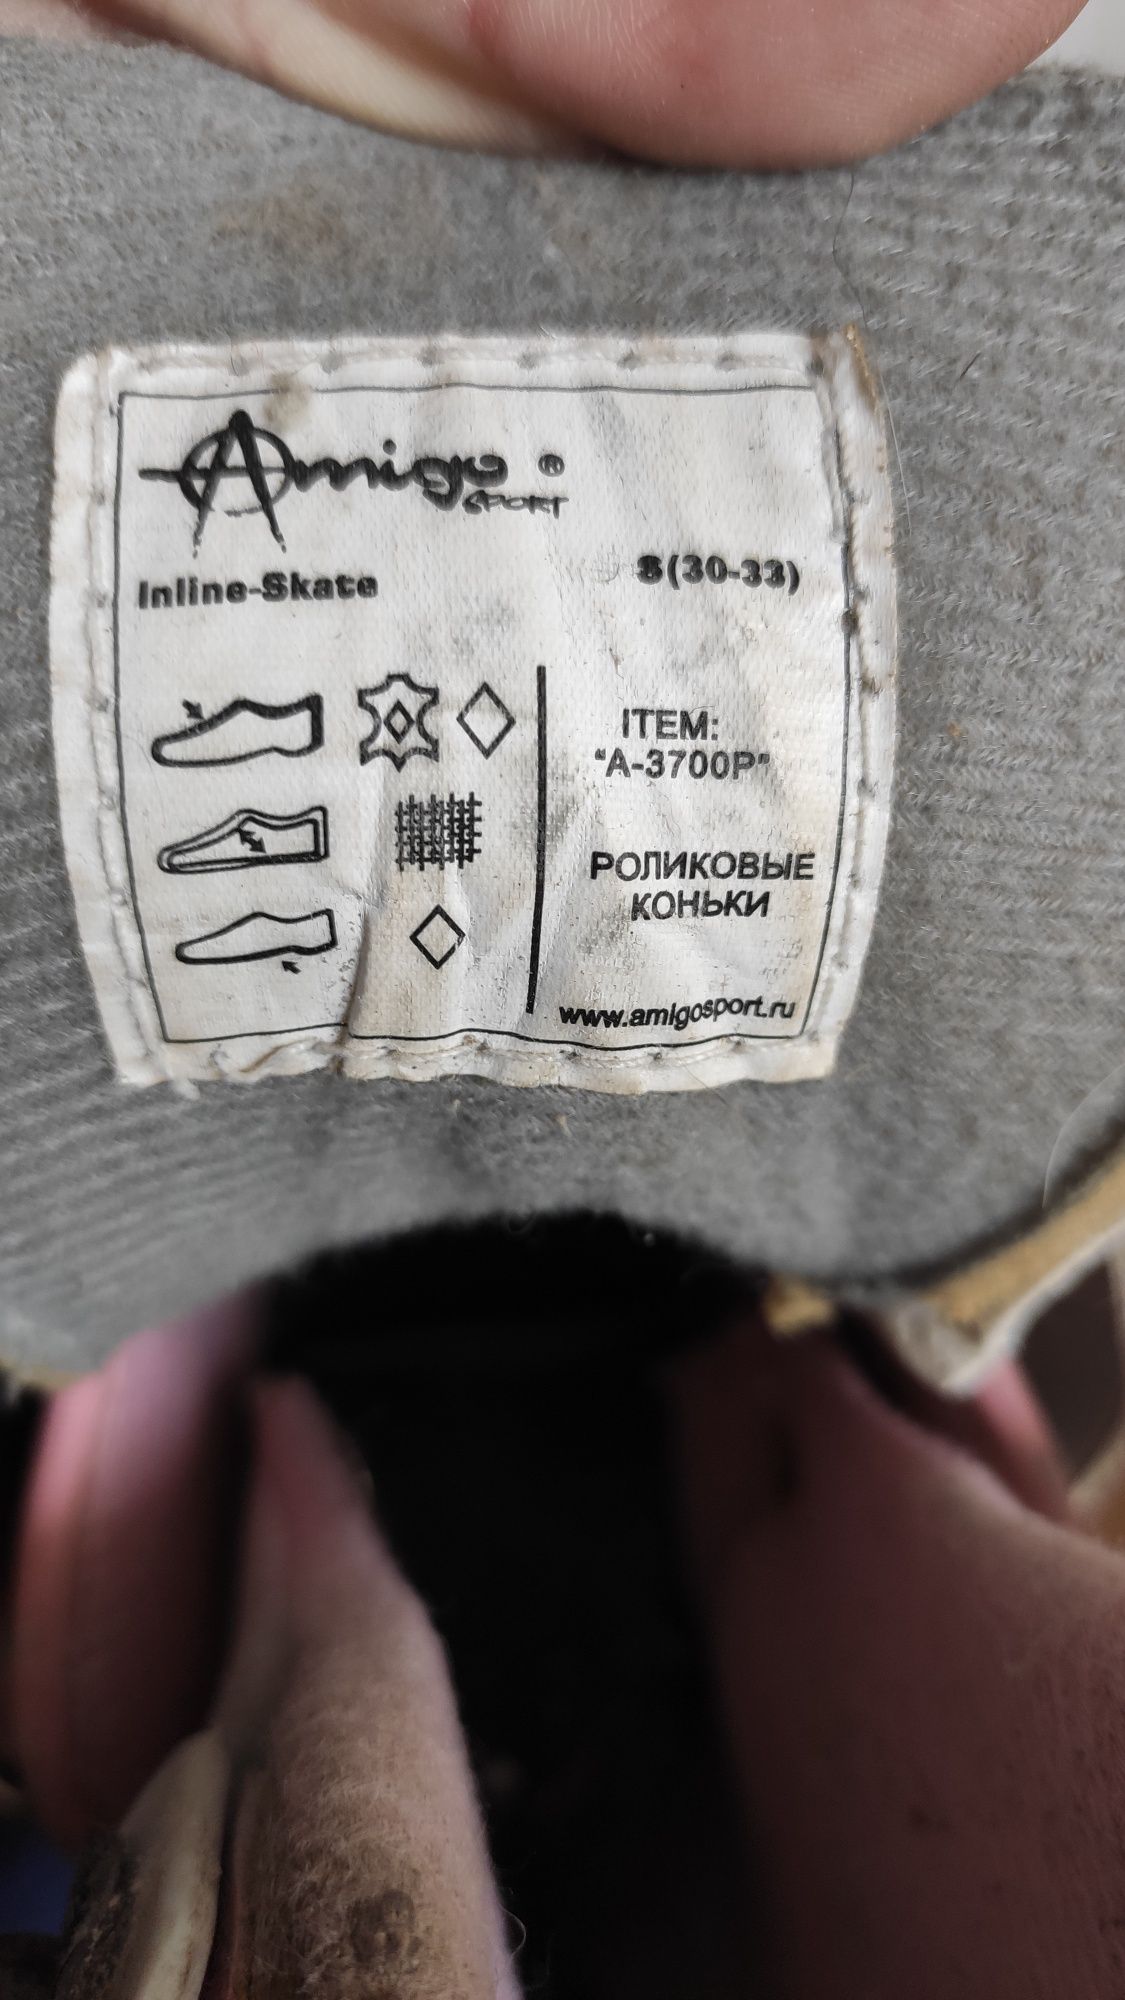 Amigo ®
SPORT
Inline-Skate
S(30-33)
ITEM:
"A-3700P"
РОЛИКОВЫЕ
КОНЬКИ
www.amigosport.ru